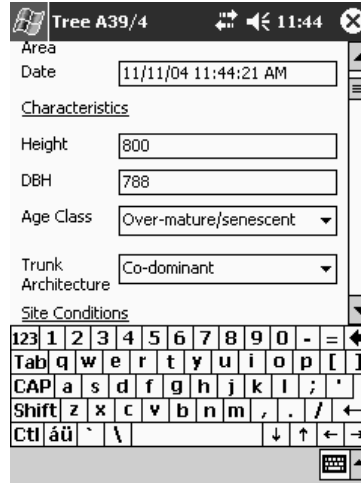 Tree A39/4 11:44
Area
Date 11/11/04 11:44:21 AM
Characteristics
Height 800
DBH 788
Age Class Over-mature/senescent
Trunk Architecture Co-dominant
Site Conditions
123 1 2 3 4 5 6 7 8 9 0 - =
Tab q w e r t y u i o p [ ]
CAP a s d f g h j k l ; '
Shift z x c v b n m , . /
Ctl áü ` \